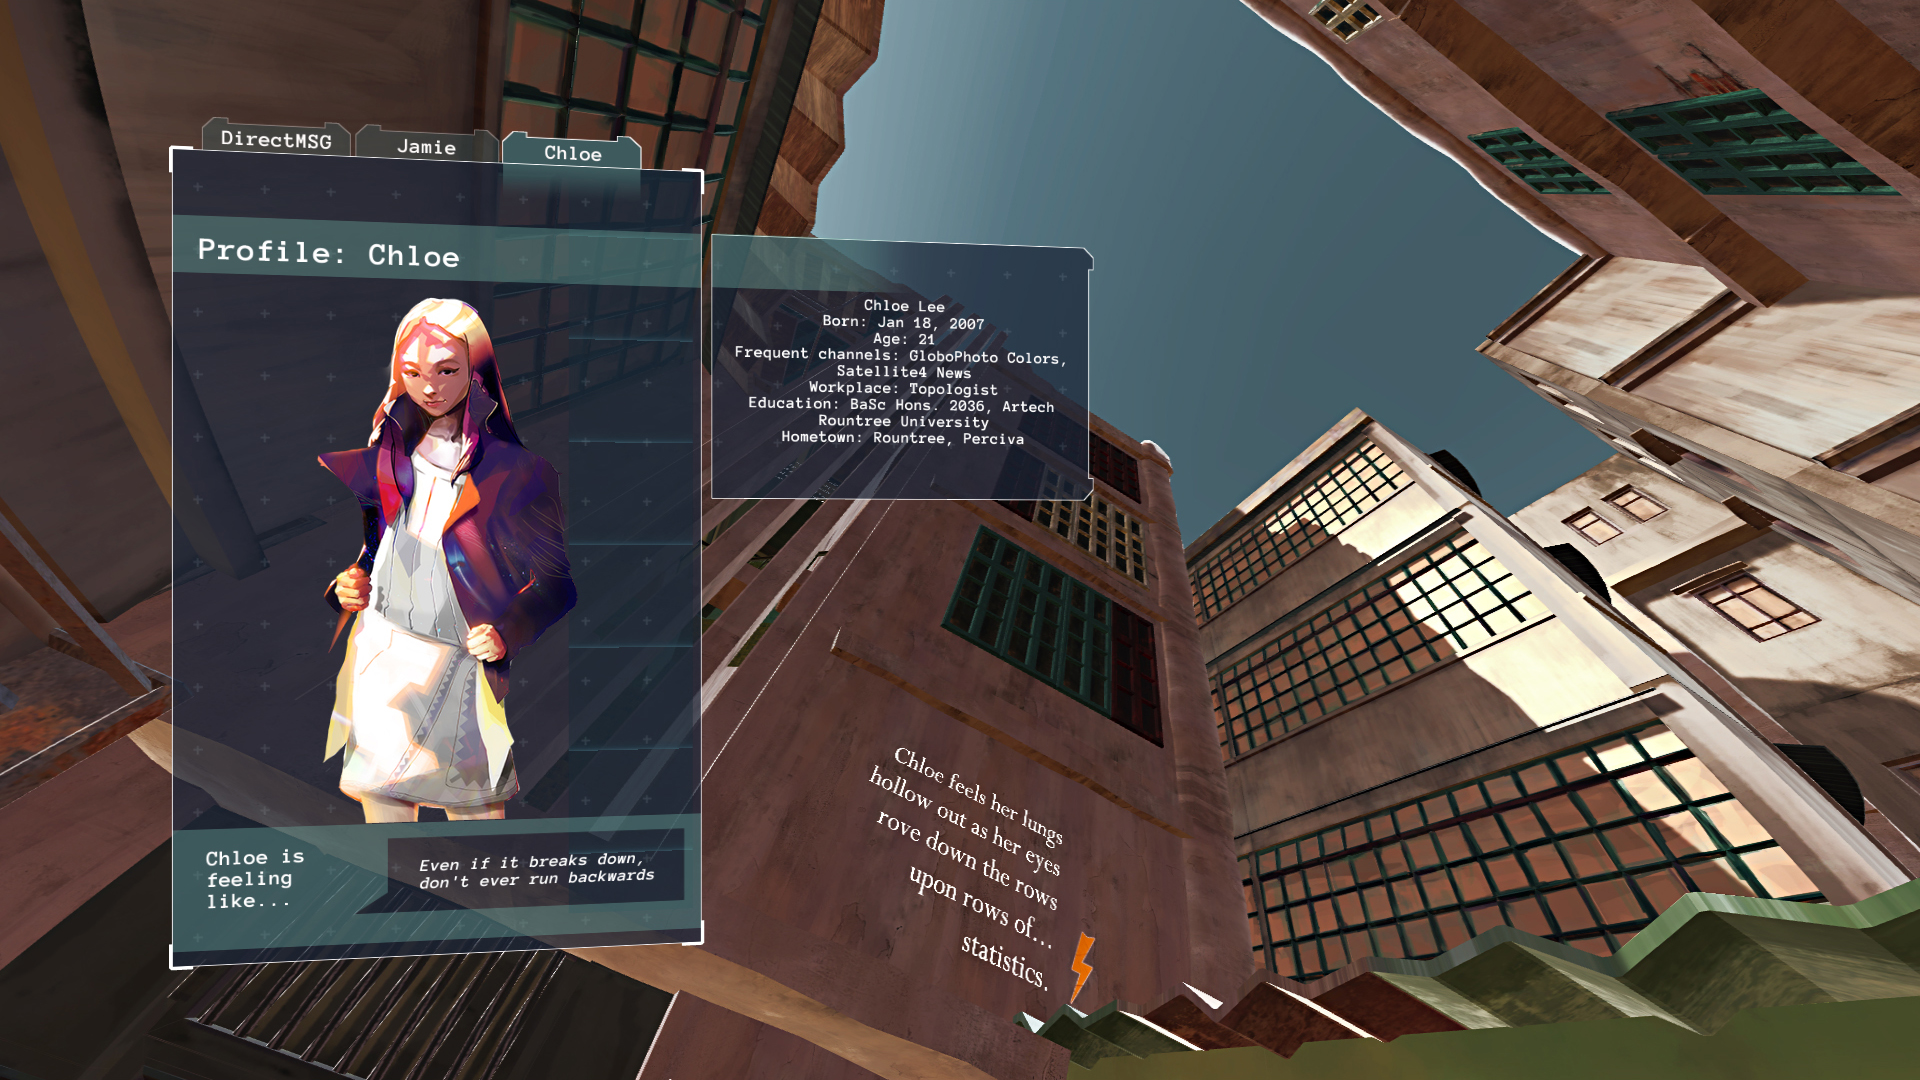 DirectMSG
Jamie
Chloe
Profile: Chloe
Chloe Lee
Born: Jan 18, 2007
Age: 21
Frequent channels: GloboPhoto Colors,
Satellite4 News
Workplace: Topologist
Education: BaSc Hons. 2036, Artech
Rountree University
Hometown: Rountree, Perciva
Chloe is
feeling
like...
Even if it breaks down,
don't ever run backwards
Chloe feels her lungs
hollow out as her eyes
rove down the rows
upon rows of...
statistics.